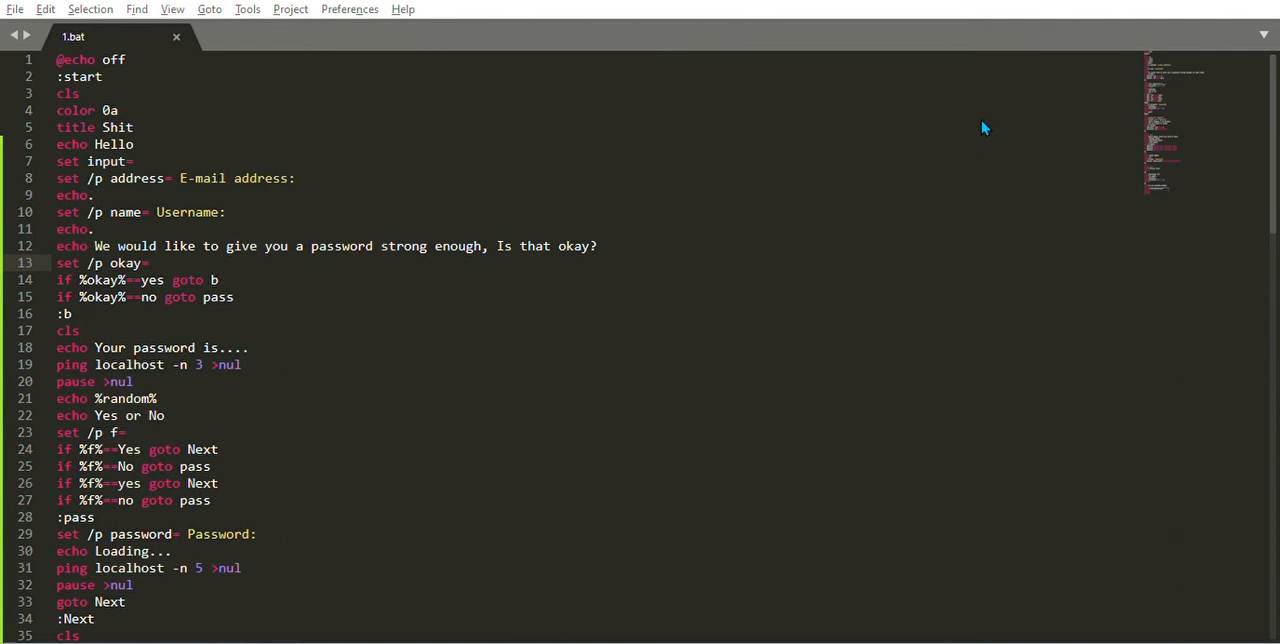 File Edit Selection Find View Goto Tools Project Preferences Help
1.bat
1 @echo off
2 :start
3 cls
4 color 0a
5 title Shit
6 echo Hello
7 set input=
8 set /p address= E-mail address:
9 echo.
10 set /p name= Username:
11 echo.
12 echo We would like to give you a password strong enough, Is that okay?
13 set /p okay=
14 if %okay%==yes goto b
15 if %okay%==no goto pass
16 :b
17 cls
18 echo Your password is....
19 ping localhost -n 3 >nul
20 pause >nul
21 echo %random%
22 echo Yes or No
23 set /p f=
24 if %f%==Yes goto Next
25 if %f%==No goto pass
26 if %f%==yes goto Next
27 if %f%==no goto pass
28 :pass
29 set /p password= Password:
30 echo Loading...
31 ping localhost -n 5 >nul
32 pause >nul
33 goto Next
34 :Next
35 cls